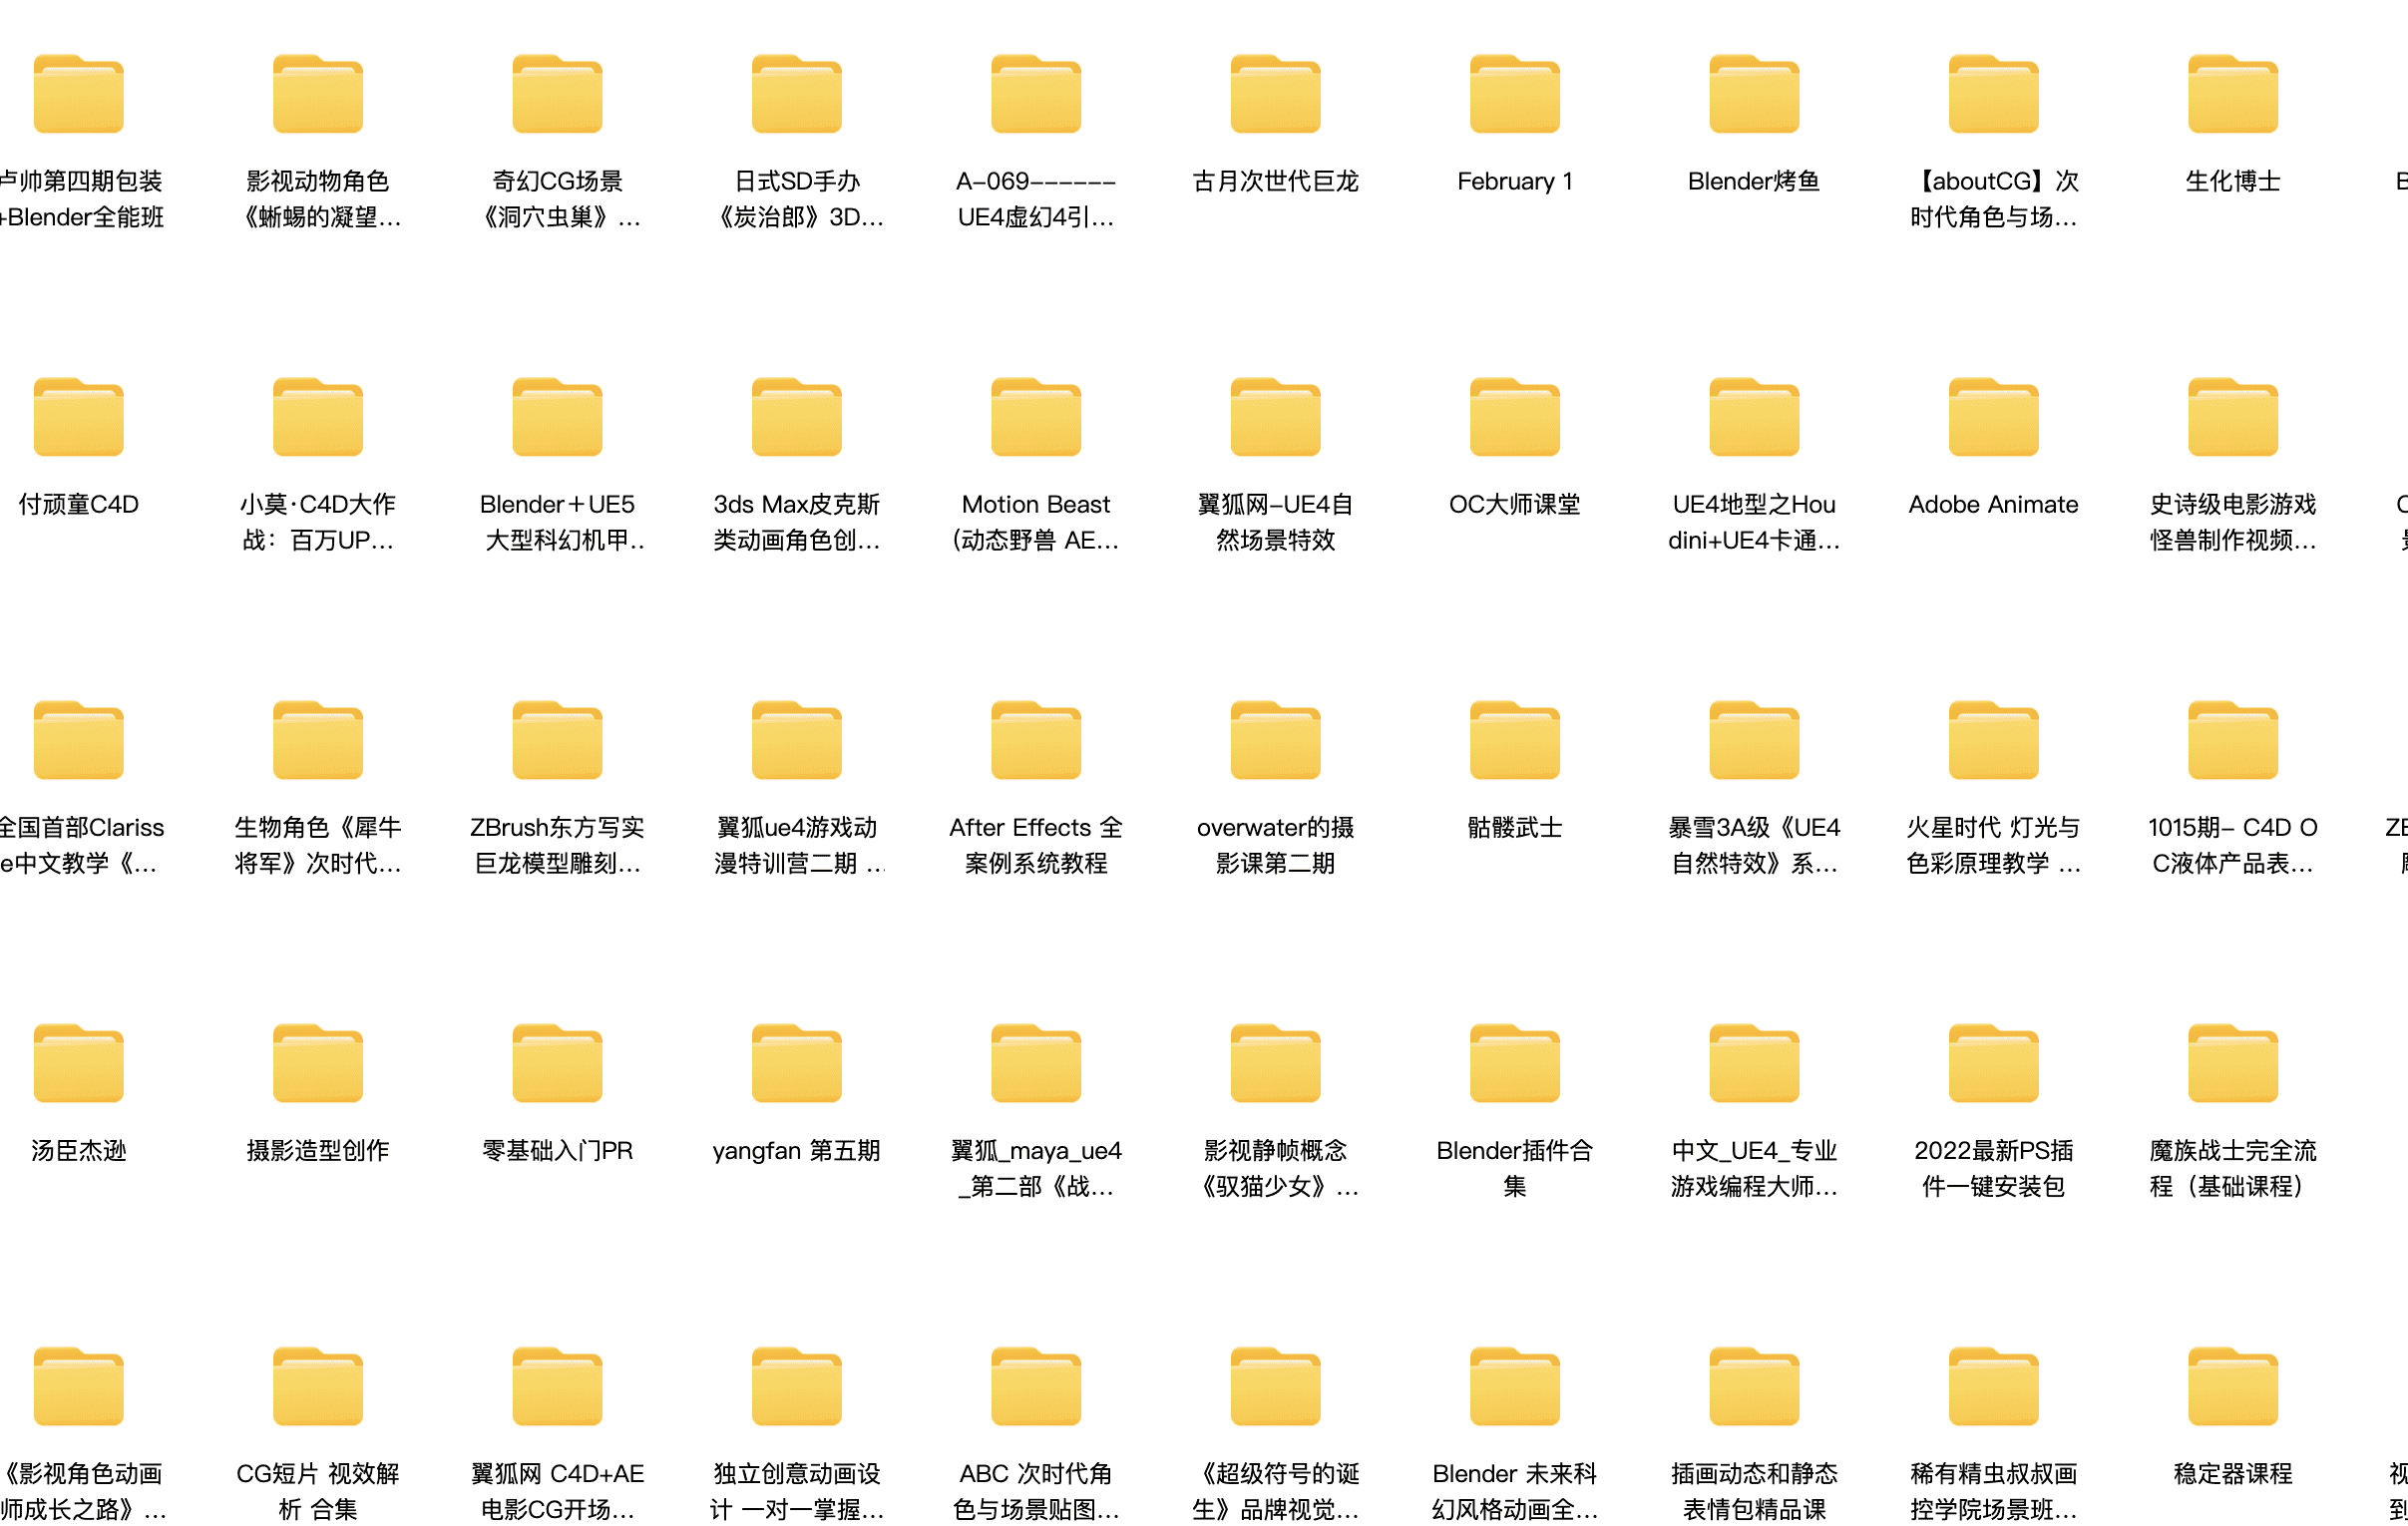 卢帅第四期包装
+Blender全能班
影视动物角色
《蜥蜴的凝望...
奇幻CG场景
《洞穴虫巢》...
日式SD手办
《炭治郎》3D...
A-069------
UE4虚幻4引...
古月次世代巨龙
February 1
Blender烤鱼
【aboutCG】次
时代角色与场...
生化博士
付顽童C4D
小莫·C4D大作
战：百万UP...
Blender＋UE5
大型科幻机甲..
3ds Max皮克斯
类动画角色创...
Motion Beast
(动态野兽 AE...
翼狐网-UE4自
然场景特效
OC大师课堂
UE4地型之Hou
dini+UE4卡通...
Adobe Animate
史诗级电影游戏
怪兽制作视频...
全国首部Clariss
e中文教学《...
生物角色《犀牛
将军》次时代...
ZBrush东方写实
巨龙模型雕刻...
翼狐ue4游戏动
漫特训营二期 ...
After Effects 全
案例系统教程
overwater的摄
影课第二期
骷髅武士
暴雪3A级《UE4
自然特效》系...
火星时代 灯光与
色彩原理教学 ...
1015期- C4D O
C液体产品表...
汤臣杰逊
摄影造型创作
零基础入门PR
yangfan 第五期
翼狐_maya_ue4
_第二部《战...
影视静帧概念
《驭猫少女》...
Blender插件合
集
中文_UE4_专业
游戏编程大师...
2022最新PS插
件一键安装包
魔族战士完全流
程（基础课程）
《影视角色动画
师成长之路》...
CG短片 视效解
析 合集
翼狐网 C4D+AE
电影CG开场...
独立创意动画设
计 一对一掌握...
ABC 次时代角
色与场景贴图...
《超级符号的诞
生》品牌视觉...
Blender 未来科
幻风格动画全...
插画动态和静态
表情包精品课
稀有精虫叔叔画
控学院场景班...
稳定器课程